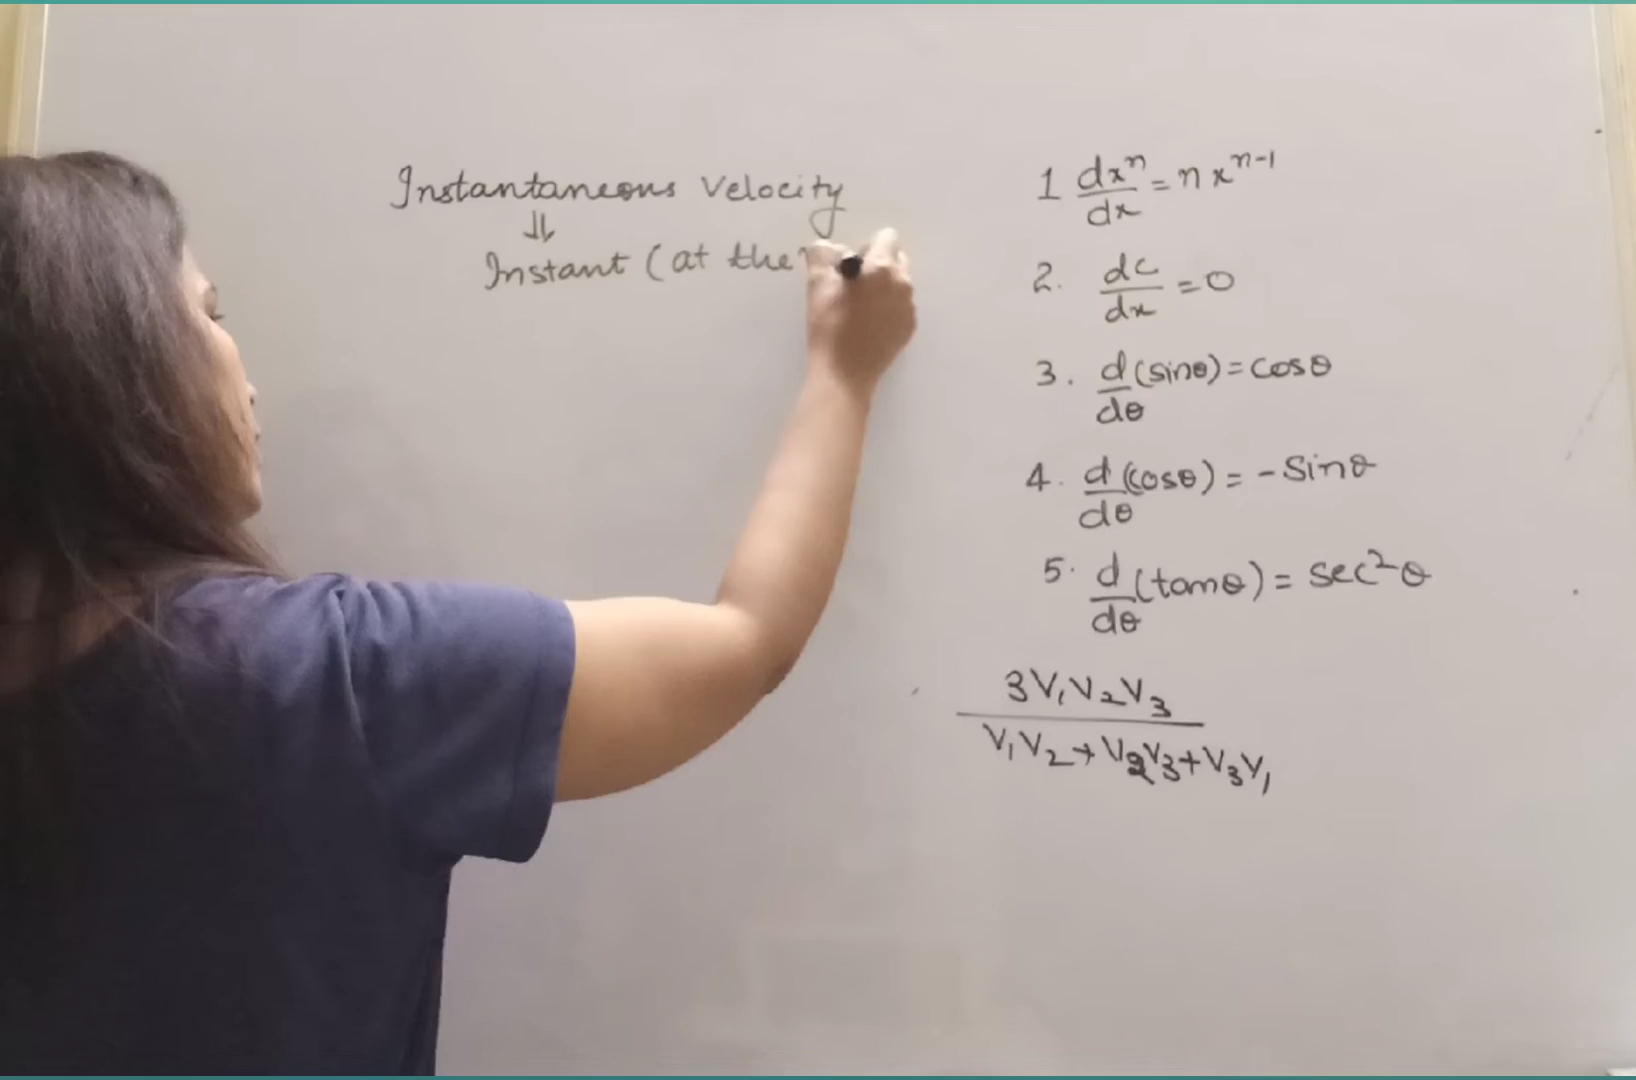 Instantaneous Velocity
⇓
Instant (at the
1 dxⁿ/dx = n xⁿ⁻¹
2. dc/dx = 0
3. d/dθ (sinθ) = cosθ
4. d/dθ (cosθ) = - Sinθ
5. d/dθ (tanθ) = sec²θ
3V₁V₂V₃
V₁V₂ + V₂V₃ + V₃V₁